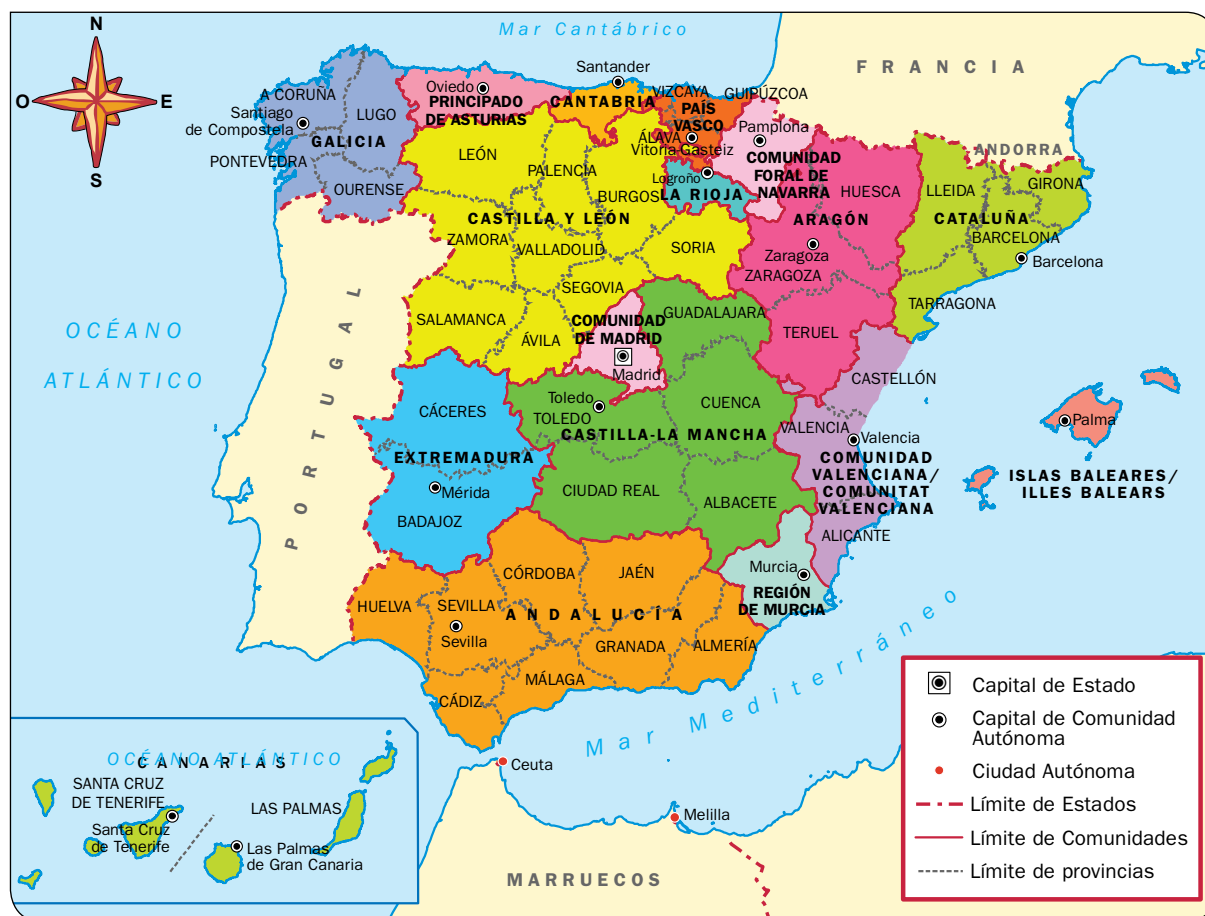 N
O
E
S
Mar Cantábrico
FRANCIA
Santander
Oviedo
PRINCIPADO
DE ASTURIAS
CANTABRIA
VIZCAYA
GUIPÚZCOA
PAÍS
VASCO
ÁLAVA
Vitoria Gasteiz
A CORUÑA
LUGO
Santiago
de Compostela
GALICIA
PONTEVEDRA
OURENSE
Pamplona
COMUNIDAD
FORAL DE
NAVARRA
Logroño
LA RIOJA
ANDORRA
LEÓN
PALENCIA
BURGOS
CASTILLA Y LEÓN
ZAMORA
VALLADOLID
SORIA
SEGOVIA
SALAMANCA
ÁVILA
HUESCA
ARAGÓN
Zaragoza
ZARAGOZA
TERUEL
LLEIDA
GIRONA
CATALUÑA
BARCELONA
Barcelona
TARRAGONA
OCÉANO
ATLÁNTICO
PORTUGAL
COMUNIDAD
DE MADRID
Madrid
GUADALAJARA
Toledo
TOLEDO
CUENCA
CASTILLA-LA MANCHA
CIUDAD REAL
ALBACETE
CÁCERES
EXTREMADURA
Mérida
BADAJOZ
CASTELLÓN
VALENCIA
Valencia
COMUNIDAD
VALENCIANA/
COMUNITAT
VALENCIANA
ALICANTE
Palma
ISLAS BALEARES/
ILLES BALEARS
Murcia
REGIÓN
DE MURCIA
HUELVA
SEVILLA
Sevilla
CÓRDOBA
JAÉN
ANDALUCÍA
GRANADA
ALMERÍA
MÁLAGA
CÁDIZ
Mar Mediterráneo
Ceuta
Melilla
MARRUECOS
OCÉANO ATLÁNTICO
CANARIAS
SANTA CRUZ
DE TENERIFE
Santa Cruz
de Tenerife
LAS PALMAS
Las Palmas
de Gran Canaria
Capital de Estado
Capital de Comunidad
Autónoma
Ciudad Autónoma
Límite de Estados
Límite de Comunidades
Límite de provincias